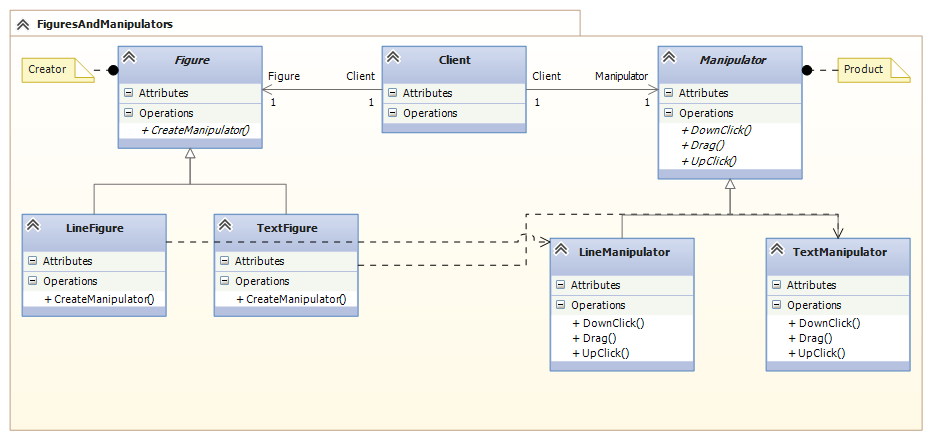 FiguresAndManipulators
Creator
Figure
Attributes
Operations
+ CreateManipulator()
Figure
Client
1
1
Client
Attributes
Operations
Client
Manipulator
1
1
Manipulator
Attributes
Operations
+ DownClick()
+ Drag()
+ UpClick()
Product
LineFigure
Attributes
Operations
+ CreateManipulator()
TextFigure
Attributes
Operations
+ CreateManipulator()
LineManipulator
Attributes
Operations
+ DownClick()
+ Drag()
+ UpClick()
TextManipulator
Attributes
Operations
+ DownClick()
+ Drag()
+ UpClick()